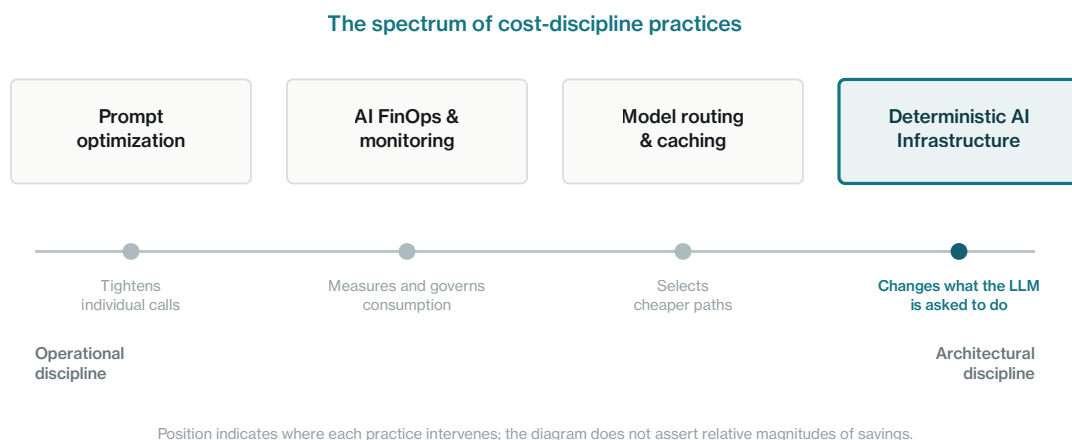 The spectrum of cost-discipline practices
Prompt
optimization
AI FinOps &
monitoring
Model routing
& caching
Deterministic AI
Infrastructure
Tightens
individual calls
Measures and governs
consumption
Selects
cheaper paths
Changes what the LLM
is asked to do
Operational
discipline
Architectural
discipline
Position indicates where each practice intervenes; the diagram does not assert relative magnitudes of savings.